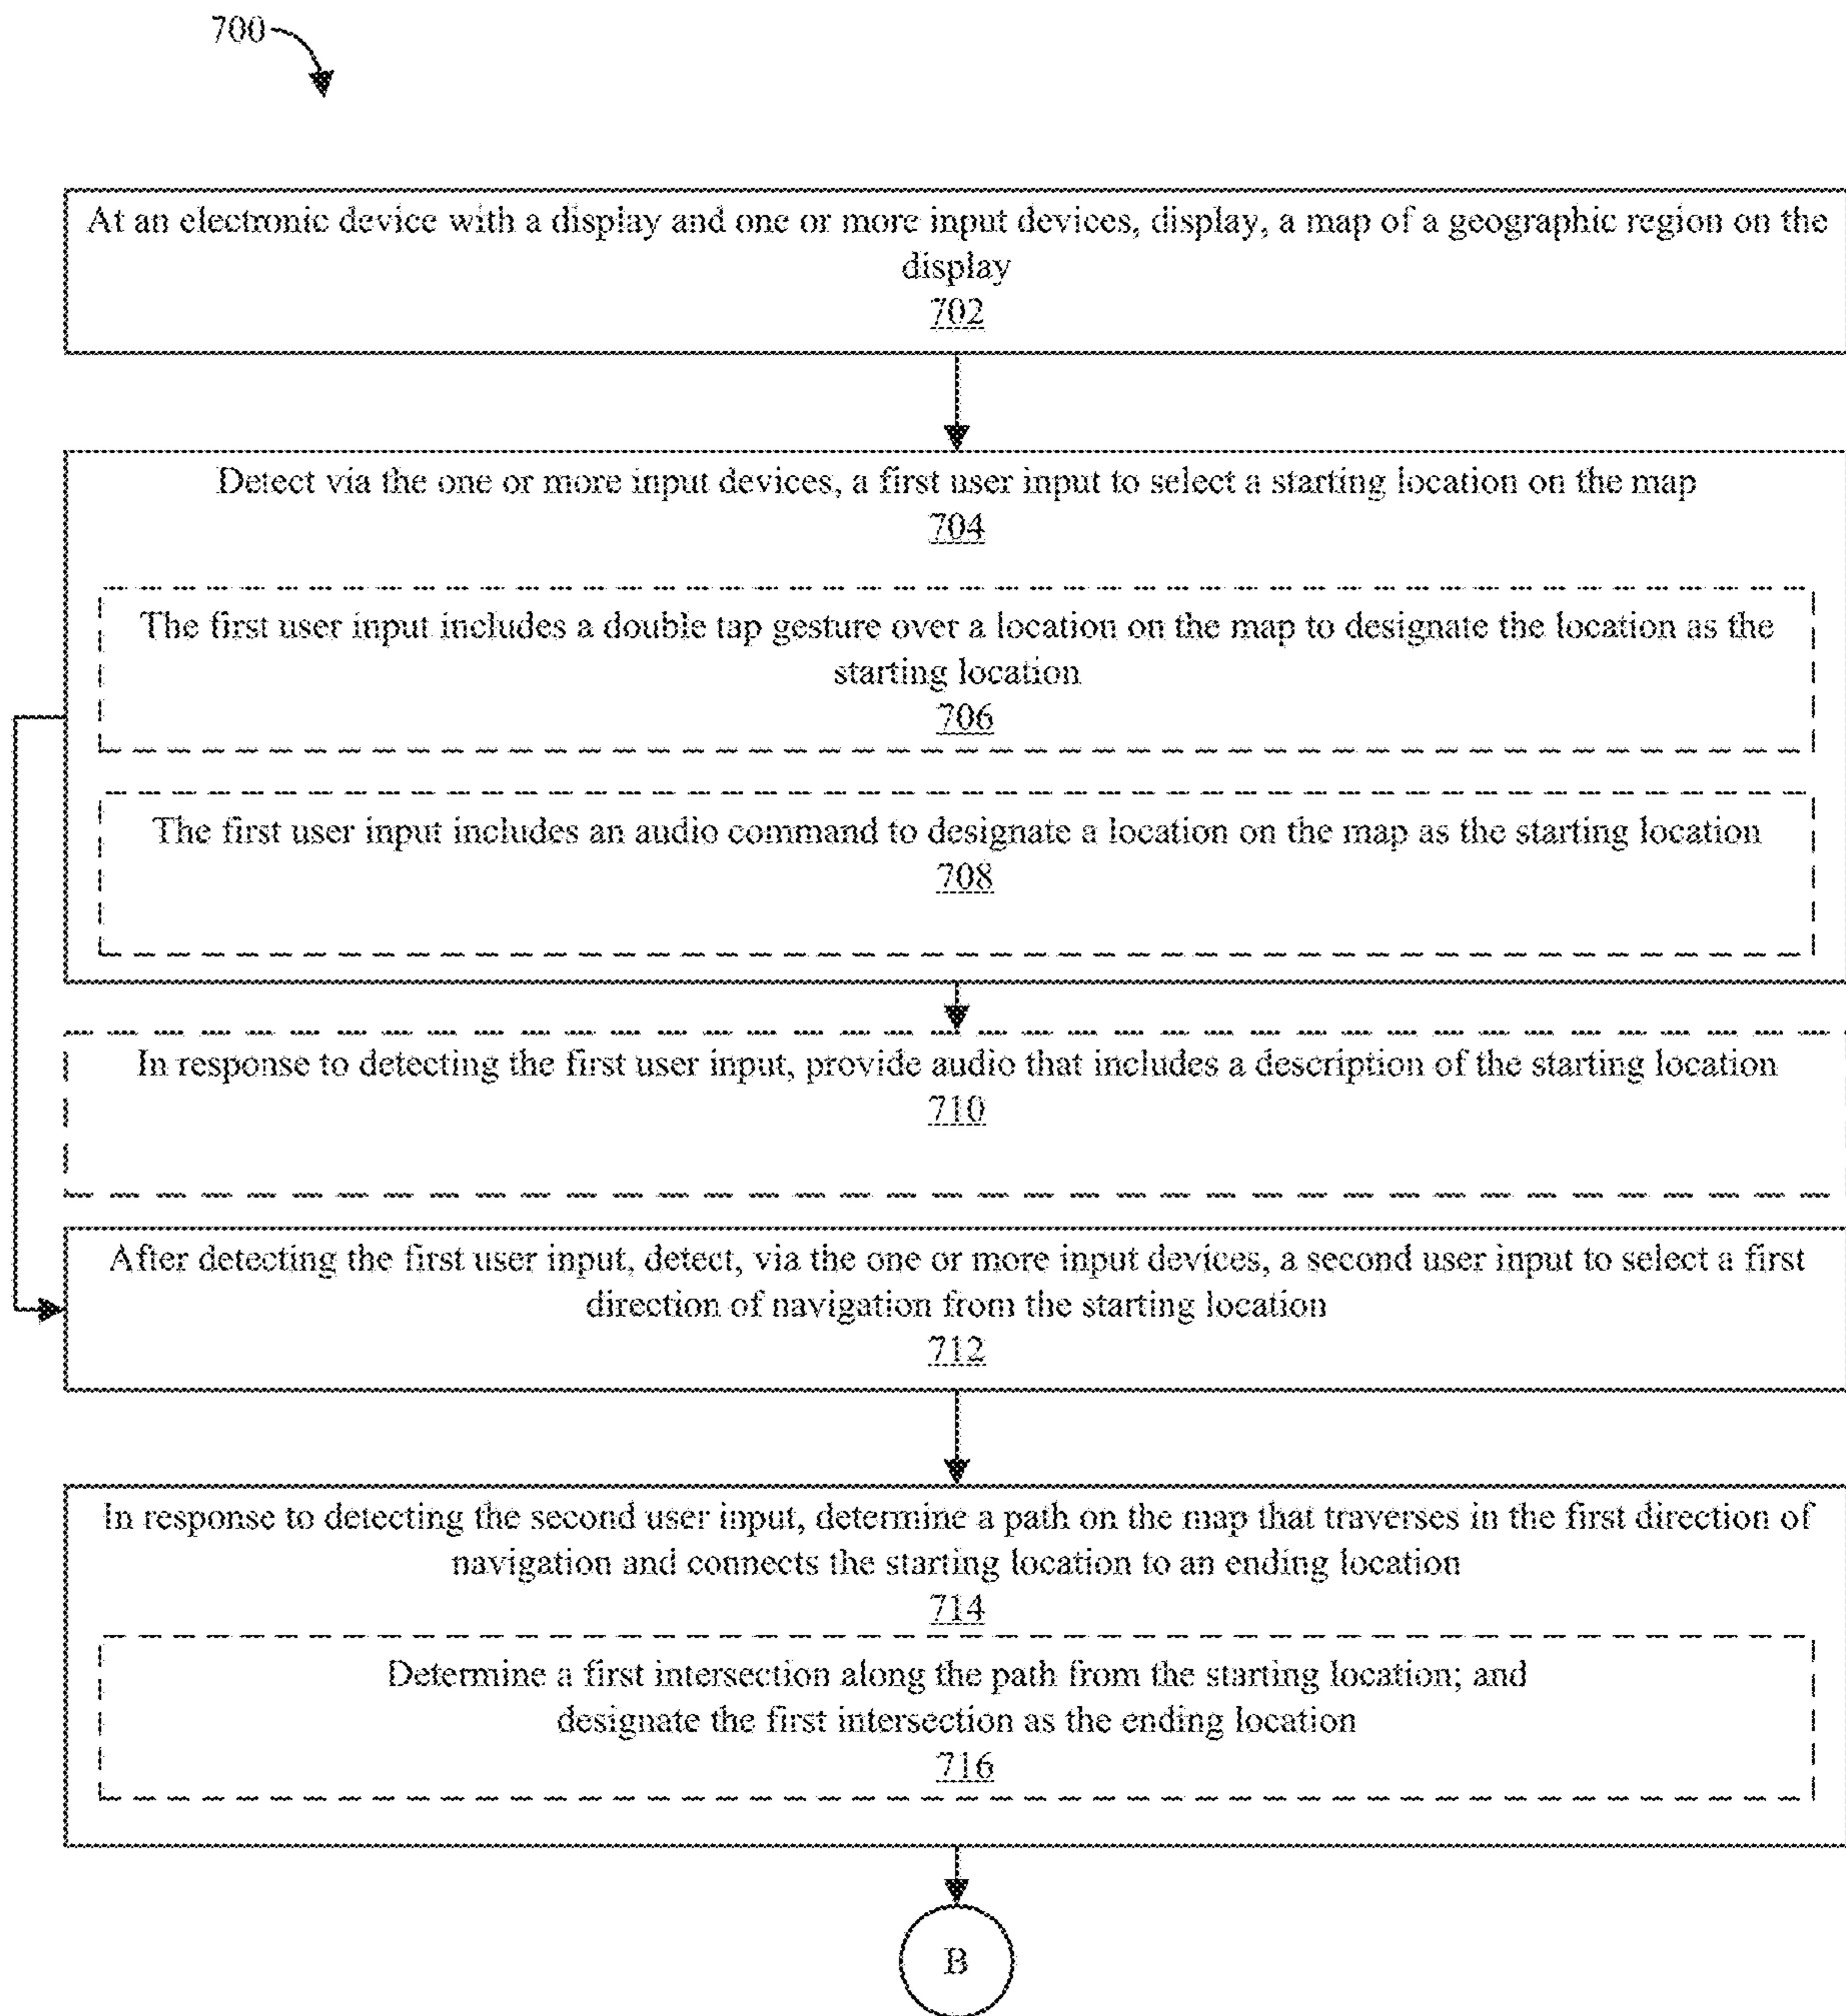 700
At an electronic device with a display and one or more input devices, display, a map of a geographic region on the
display
702
Detect via the one or more input devices, a first user input to select a starting location on the map
704
The first user input includes a double tap gesture over a location on the map to designate the location as the
starting location
706
The first user input includes an audio command to designate a location on the map as the starting location
708
In response to detecting the first user input, provide audio that includes a description of the starting location
710
After detecting the first user input, detect, via the one or more input devices, a second user input to select a first
direction of navigation from the starting location
712
In response to detecting the second user input, determine a path on the map that traverses in the first direction of
navigation and connects the starting location to an ending location
714
Determine a first intersection along the path from the starting location; and
designate the first intersection as the ending location
716
B